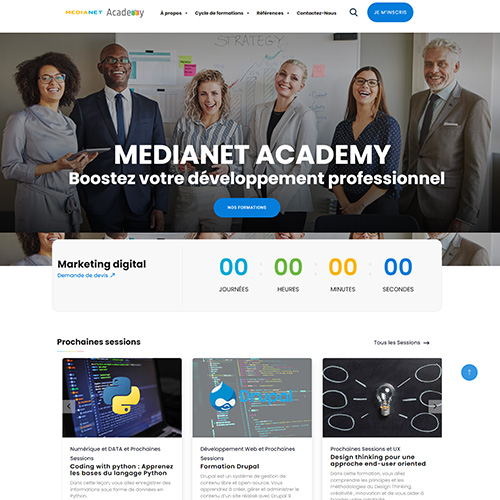 MEDIANET Academy
À propos
Cycle de formations
Références
Contactez-Nous
JE M'INSCRIS
STRATEGY
MEDIANET ACADEMY
Boostez votre développement professionnel
NOS FORMATIONS
Marketing digital
Demande de devis ↗
00 : 00 : 00 : 00
JOURNÉES HEURES MINUTES SECONDES
Prochaines sessions
Tous les Sessions →
Drupal
Numérique et DATA et Prochaines
Sessions
Coding with python : Apprenez
les bases du langage Python
Dans cette leçon, vous allez enregistrer des
informations sous forme de données en
Python.
Développement Web et Prochaines
Sessions
Formation Drupal
Drupal est un système de gestion de
contenu libre et open-source. Vous
apprendrez à créer, gérer et administrer le
contenu d'un site réalisé avec Drupal 9
Prochaines Sessions et UX
Design thinking pour une
approche end-user oriented
Dans cette formation, vous allez
comprendre les principes et les
méthodologies du Design Thinking,
créativité, innovation et de vous aider à